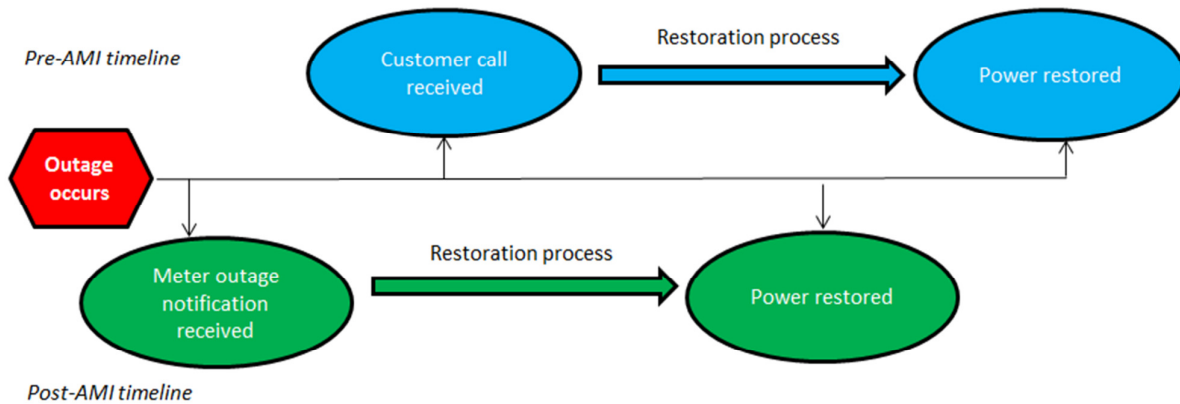 Pre-AMI timeline
Customer call
received
Restoration process
Power restored
Outage
occurs
Meter outage
notification
received
Restoration process
Power restored
Post-AMI timeline